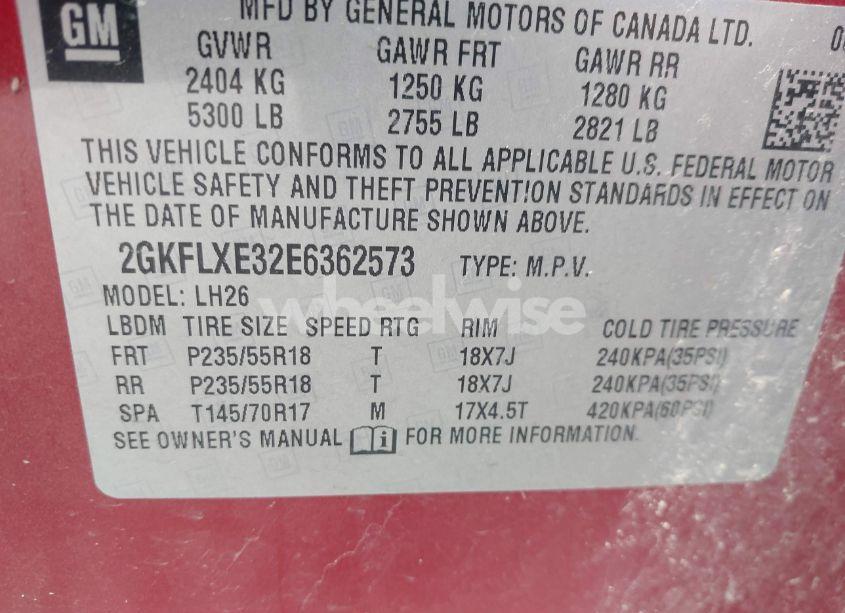 GM
MFD BY GENERAL MOTORS OF CANADA LTD.
GVWR GAWR FRT GAWR RR
2404 KG 1250 KG 1280 KG
5300 LB 2755 LB 2821 LB
THIS VEHICLE CONFORMS TO ALL APPLICABLE U.S. FEDERAL MOTOR
VEHICLE SAFETY AND THEFT PREVENTION STANDARDS IN EFFECT ON
THE DATE OF MANUFACTURE SHOWN ABOVE.
2GKFLXE32E6362573 TYPE: M.P.V.
MODEL: LH26
wheelwise
LBDM TIRE SIZE SPEED RTG RIM COLD TIRE PRESSURE
FRT P235/55R18 T 18X7J 240KPA(35PSI)
RR P235/55R18 T 18X7J 240KPA(35PSI)
SPA T145/70R17 M 17X4.5T 420KPA(60PSI)
SEE OWNER'S MANUAL FOR MORE INFORMATION.